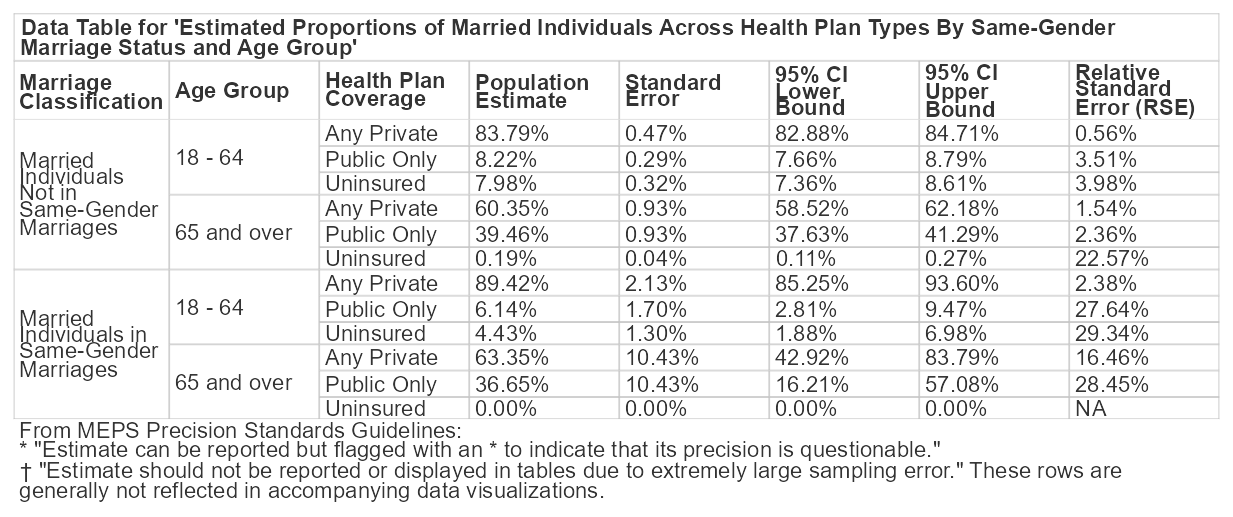 Data Table for 'Estimated Proportions of Married Individuals Across Health Plan Types By Same-Gender
Marriage Status and Age Group'
Marriage Classification | Age Group | Health Plan Coverage | Population Estimate | Standard Error | 95% CI Lower Bound | 95% CI Upper Bound | Relative Standard Error (RSE)
Married Individuals Not in Same-Gender Marriages | 18 - 64 | Any Private | 83.79% | 0.47% | 82.88% | 84.71% | 0.56%
Public Only | 8.22% | 0.29% | 7.66% | 8.79% | 3.51%
Uninsured | 7.98% | 0.32% | 7.36% | 8.61% | 3.98%
65 and over | Any Private | 60.35% | 0.93% | 58.52% | 62.18% | 1.54%
Public Only | 39.46% | 0.93% | 37.63% | 41.29% | 2.36%
Uninsured | 0.19% | 0.04% | 0.11% | 0.27% | 22.57%
Married Individuals in Same-Gender Marriages | 18 - 64 | Any Private | 89.42% | 2.13% | 85.25% | 93.60% | 2.38%
Public Only | 6.14% | 1.70% | 2.81% | 9.47% | 27.64%
Uninsured | 4.43% | 1.30% | 1.88% | 6.98% | 29.34%
65 and over | Any Private | 63.35% | 10.43% | 42.92% | 83.79% | 16.46%
Public Only | 36.65% | 10.43% | 16.21% | 57.08% | 28.45%
Uninsured | 0.00% | 0.00% | 0.00% | 0.00% | NA
From MEPS Precision Standards Guidelines:
* "Estimate can be reported but flagged with an * to indicate that its precision is questionable."
† "Estimate should not be reported or displayed in tables due to extremely large sampling error." These rows are
generally not reflected in accompanying data visualizations.